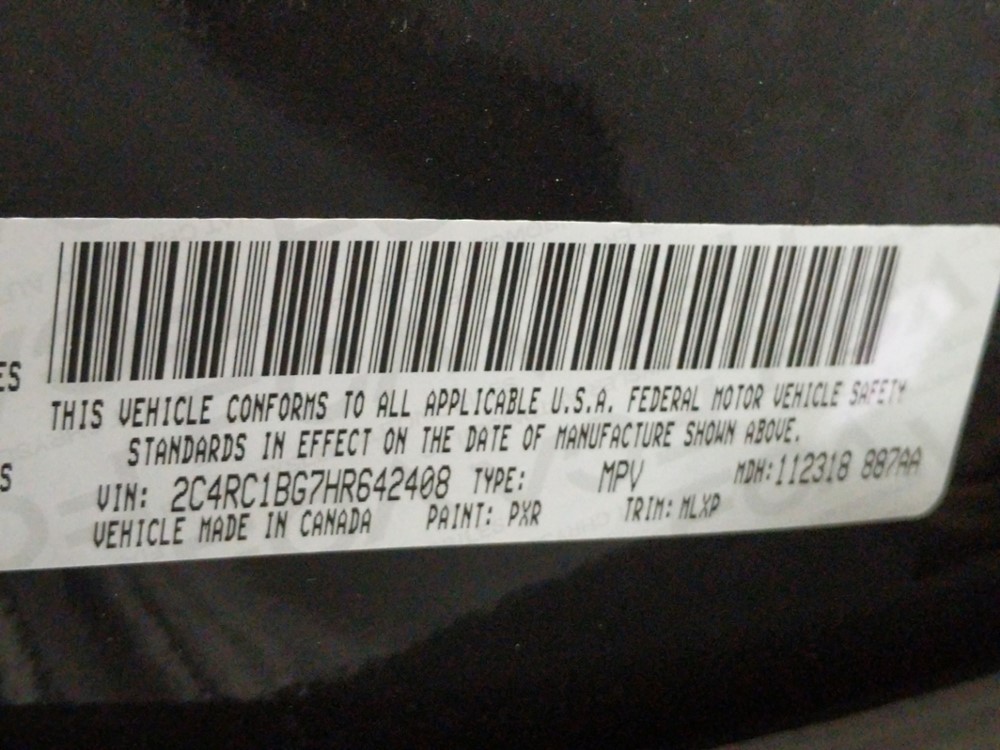 ES
THIS VEHICLE CONFORMS TO ALL APPLICABLE U.S.A. FEDERAL MOTOR VEHICLE SAFETY
STANDARDS IN EFFECT ON THE DATE OF MANUFACTURE SHOWN ABOVE.
S
VIN: 2C4RC1BG7HR642408 TYPE: MPV MDH:112318 887AA
VEHICLE MADE IN CANADA PAINT: PXR TRIM: MLXP